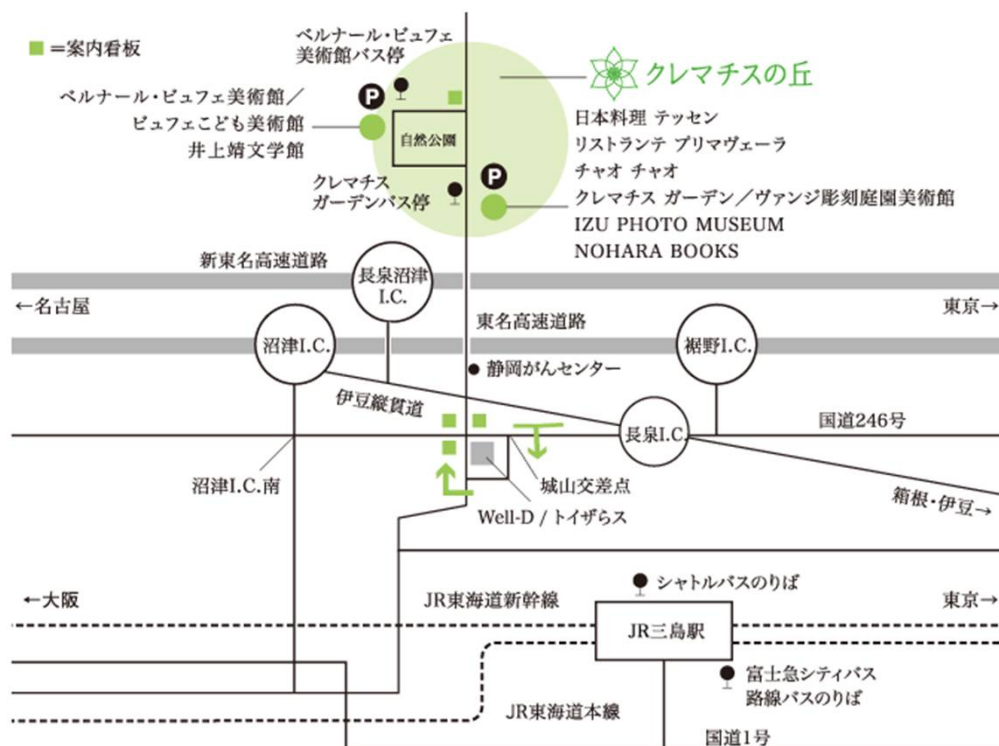 ■=案内看板
ベルナール・ビュフェ
美術館バス停
クレマチスの丘
ベルナール・ビュフェ美術館／
ビュフェこども美術館
井上靖文学館
P
自然公園
クレマチス
ガーデンバス停
P
日本料理 テッセン
リストランテ プリマヴェーラ
チャオ チャオ
クレマチス ガーデン／ヴァンジ彫刻庭園美術館
IZU PHOTO MUSEUM
NOHARA BOOKS
新東名高速道路
長泉沼津
I.C.
←名古屋
東京→
東名高速道路
沼津I.C.
裾野I.C.
静岡がんセンター
伊豆縦貫道
長泉I.C.
国道246号
沼津I.C.南
城山交差点
Well-D / トイザらス
箱根・伊豆→
シャトルバスのりば
←大阪
JR東海道新幹線
東京→
JR三島駅
富士急シティバス
路線バスのりば
JR東海道本線
国道1号